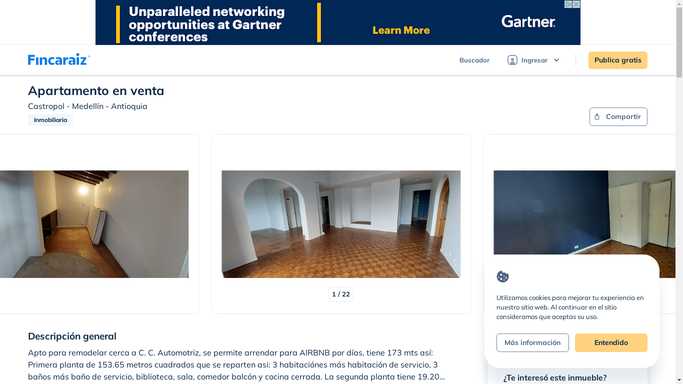 Unparalleled networking
opportunities at Gartner
conferences
Learn More
Gartner
Fincaraiz
Buscador
Ingresar
Publica gratis
Apartamento en venta
Castropol - Medellín - Antioquia
Inmobiliaria
Compartir
1 / 22
Utilizamos cookies para mejorar tu experiencia en
nuestro sitio web. Al continuar en el sitio
consideramos que aceptas su uso.
Más información
Entendido
Descripción general
Apto para remodelar cerca a C. C. Automotriz, se permite arrendar para AIRBNB por días, tiene 173 mts así:
Primera planta de 153.65 metros cuadrados que se reparten asi: 3 habitaciónes más habitación de servicio, 3
baños más baño de servicio, biblioteca, sala, comedor balcón y cocina cerrada. La segunda planta tiene 19.20...
¿Te interesó este inmueble?